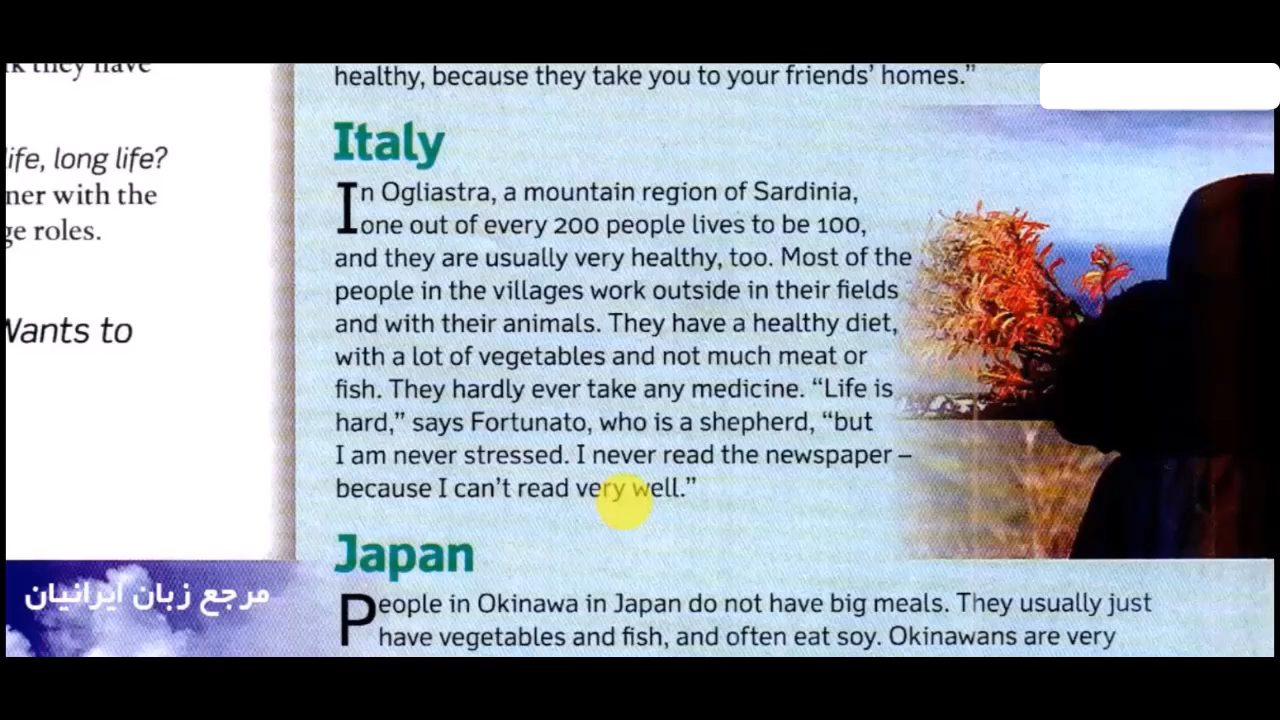 they have
healthy, because they take you to your friends' homes.”
life, long life?
ner with the
ge roles.
Wants to
Italy
In Ogliastra, a mountain region of Sardinia,
one out of every 200 people lives to be 100,
and they are usually very healthy, too. Most of the
people in the villages work outside in their fields
and with their animals. They have a healthy diet,
with a lot of vegetables and not much meat or
fish. They hardly ever take any medicine. “Life is
hard,” says Fortunato, who is a shepherd, “but
I am never stressed. I never read the newspaper –
because I can't read very well.”
Japan
People in Okinawa in Japan do not have big meals. They usually just
have vegetables and fish, and often eat soy. Okinawans are very
مرجع زبان ایرانیان